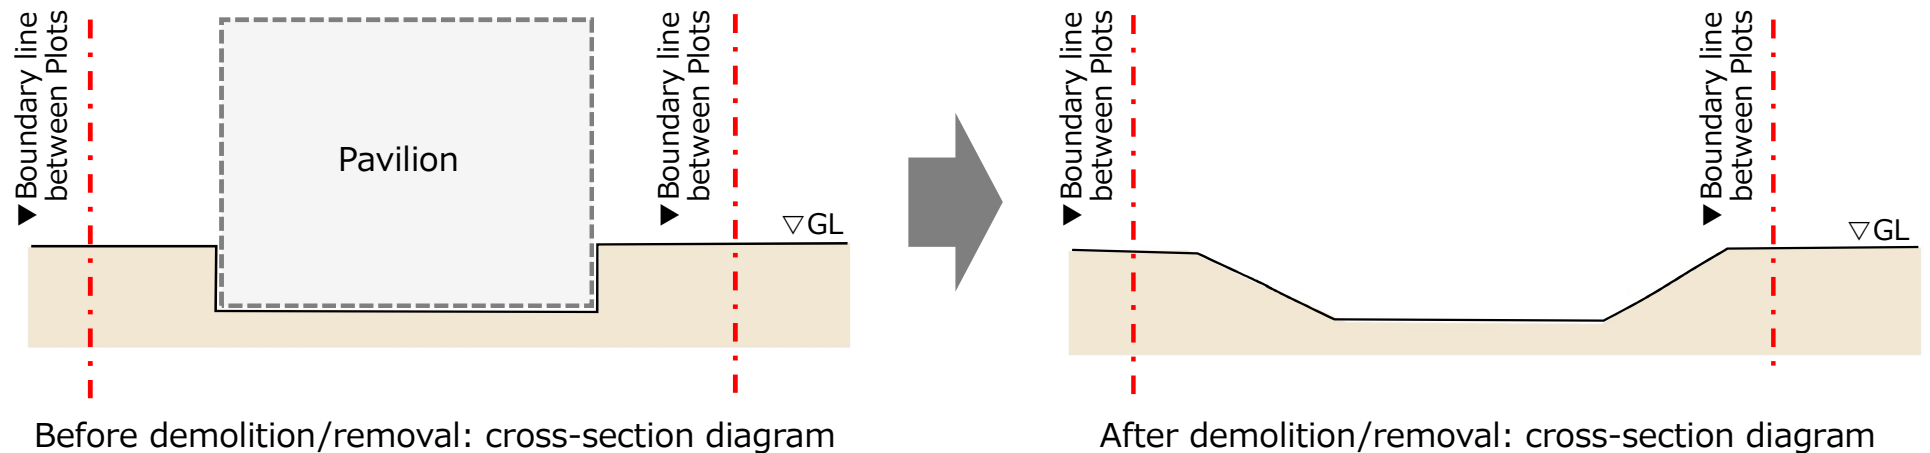 ▼Boundary line
between Plots
Pavilion
▼Boundary line
between Plots
▽GL
Before demolition/removal: cross-section diagram
▼Boundary line
between Plots
▼Boundary line
between Plots
▽GL
After demolition/removal: cross-section diagram